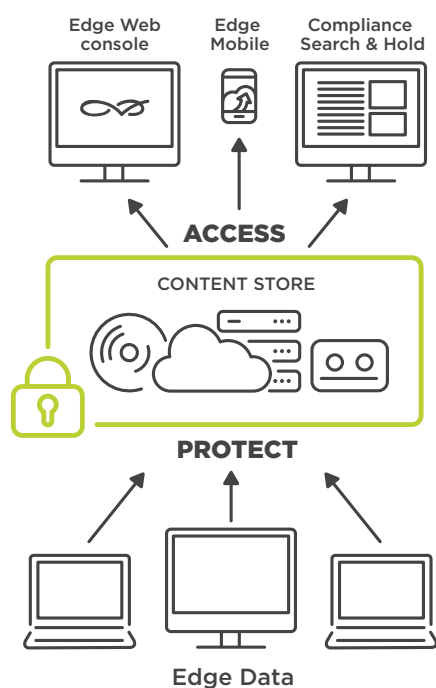 Edge Web
console
Edge
Mobile
Compliance
Search & Hold
ACCESS
CONTENT STORE
PROTECT
Edge Data